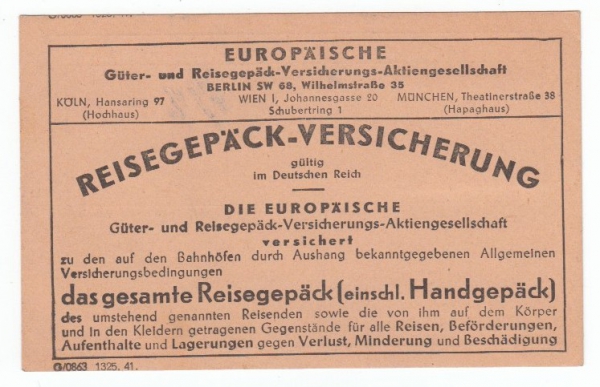 EUROPÄISCHE
Güter- und Reisegepäck-Versicherungs-Aktiengesellschaft
BERLIN SW 68, Wilhelmstraße 35
KÖLN, Hansaring 97 WIEN I, Johannesgasse 20 MÜNCHEN, Theatinerstraße 38
(Hochhaus) Schubertring 1 (Hapaghaus)
REISEGEPÄCK-VERSICHERUNG
gültig
im Deutschen Reich
DIE EUROPÄISCHE
Güter- und Reisegepäck-Versicherungs-Aktiengesellschaft
versichert
zu den auf den Bahnhöfen durch Aushang bekanntgegebenen Allgemeinen
Versicherungsbedingungen
das gesamte Reisegepäck (einschl. Handgepäck)
des umstehend genannten Reisenden sowie die von ihm auf dem Körper
und in den Kleidern getragenen Gegenstände für alle Reisen, Beförderungen,
Aufenthalte und Lagerungen gegen Verlust, Minderung und Beschädigung
G/0863 1325. 41.